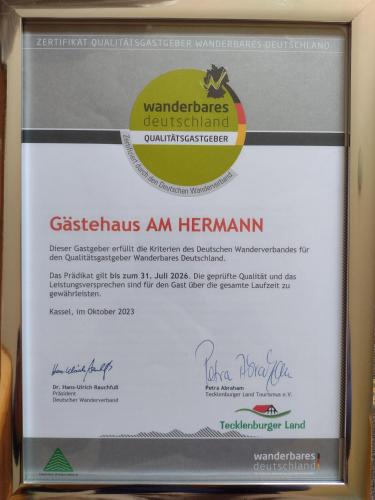 ZERTIFIKAT QUALITÄTSGASTGEBER WANDERBARES DEUTSCHLAND
wanderbares
deutschland
QUALITÄTSGASTGEBER
Zertifiziert durch den Deutschen Wanderverband
Gästehaus AM HERMANN
Dieser Gastgeber erfüllt die Kriterien des Deutschen Wanderverbandes für
den Qualitätsgastgeber Wanderbares Deutschland.
Das Prädikat gilt bis zum 31. Juli 2026. Die geprüfte Qualität und das
Leistungsversprechen sind für den Gast über die gesamte Laufzeit zu
gewährleisten.
Kassel, im Oktober 2023
Petra Abraham
Dr. Hans-Ulrich Rauchfuß
Präsident
Deutscher Wanderverband
Petra Abraham
Tecklenburger Land Tourismus e.V.
Tecklenburger Land
wanderbares
deutschland